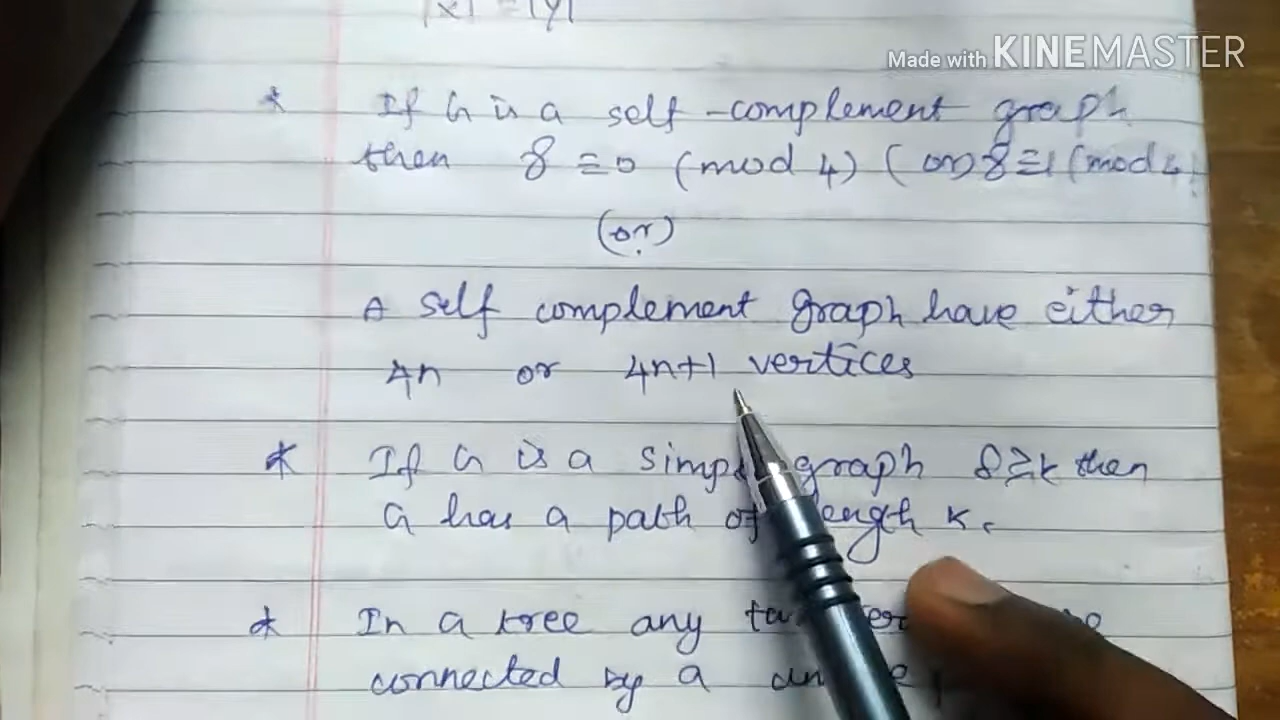 |x| = |y|
Made with KINEMASTER
* If G is a self-complement graph
then γ ≡ 0 (mod 4) (or) γ ≡ 1 (mod 4
(or)
A self complement graph have either
4n or 4n+1 vertices
* If G is a simple graph δ ≥ k then
G has a path of length k.
* In a tree any
connected by a